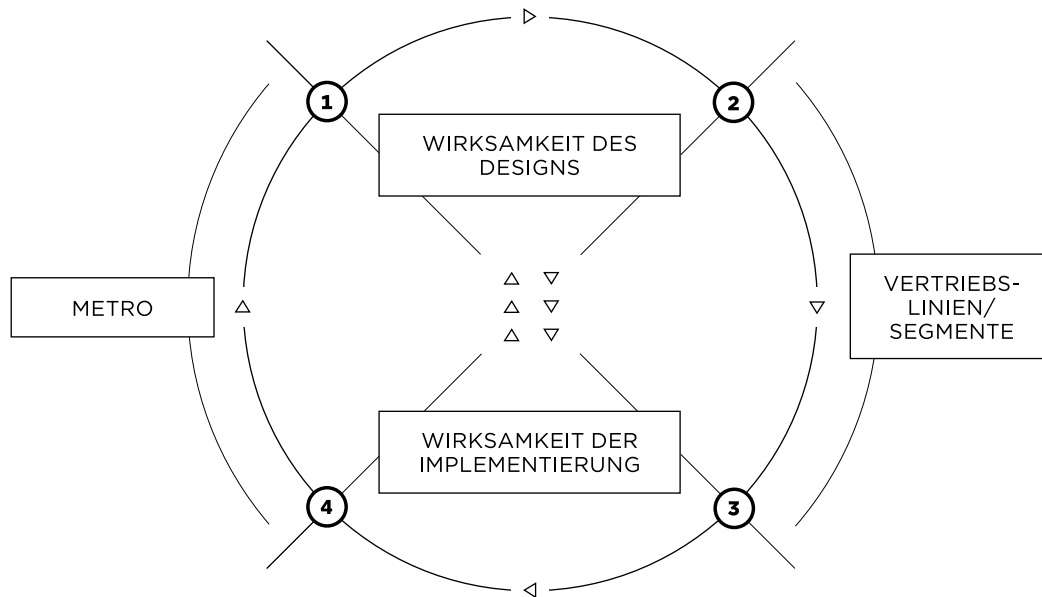 1
2
WIRKSAMKEIT DES
DESIGNS
METRO
VERTRIEBS-
LINIEN/
SEGMENTE
WIRKSAMKEIT DER
IMPLEMENTIERUNG
4
3